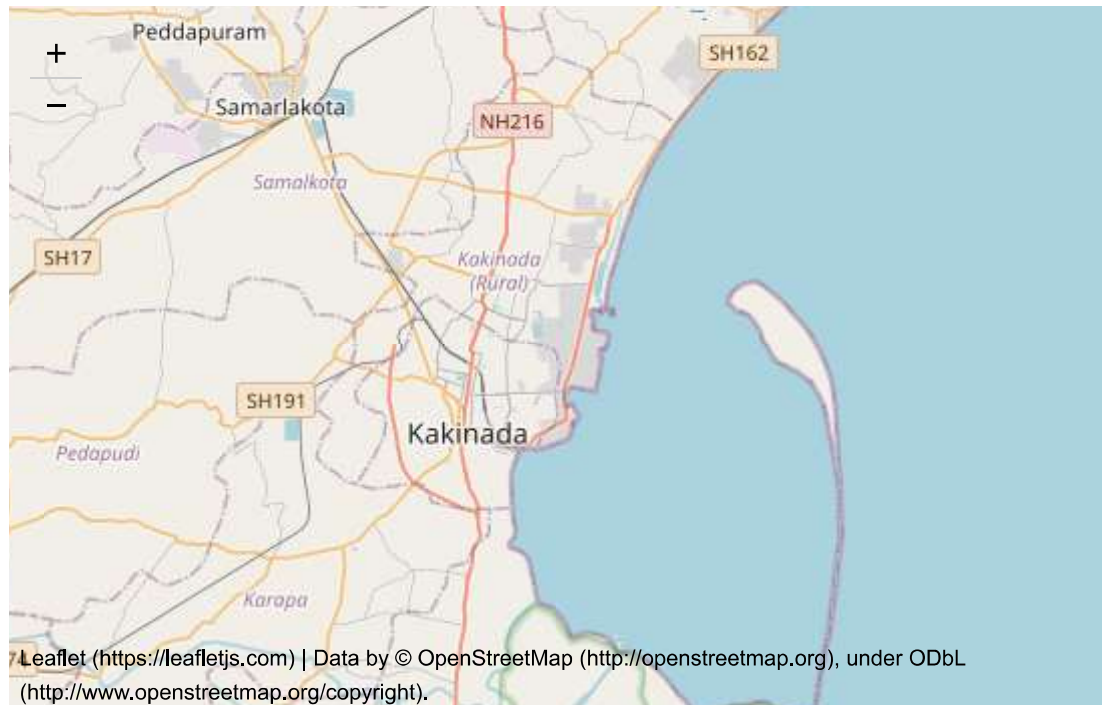 Peddapuram
+
SH162
−
Samarlakota
NH216
Samalkota
SH17
Kakinada
(Rural)
SH191
Kakinada
Pedapudi
Karapa
Leaflet (https://leafletjs.com) | Data by © OpenStreetMap (http://openstreetmap.org), under ODbL
(http://www.openstreetmap.org/copyright).